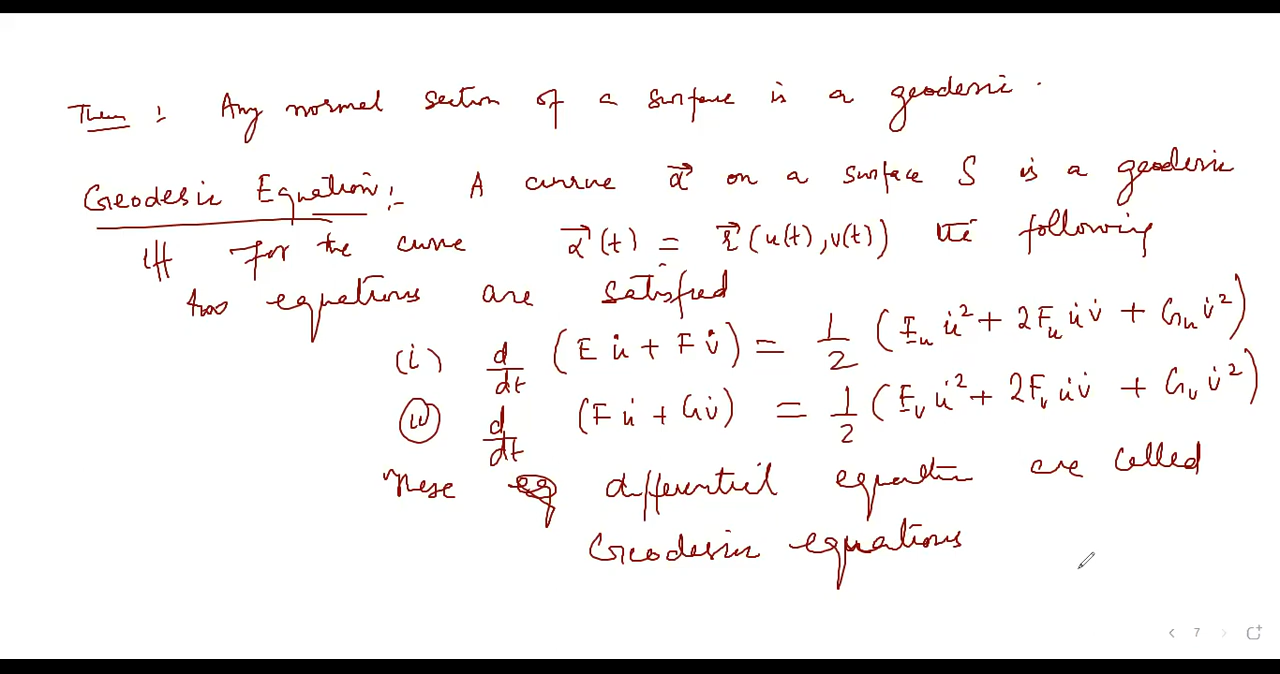 Thm : Any normal section of a surface is a geodesic .
Geodesic Equation :- A curve α⃗ on a surface S is a geodesic
iff for the curve α⃗(t) = r⃗(u(t), v(t)) the following
two equations are satisfied
(i) d/dt (E u̇ + F v̇) = 1/2 (E_u u̇² + 2F_u u̇ v̇ + G_u v̇²)
(ii) d/dt (F u̇ + G v̇) = 1/2 (E_v u̇² + 2F_v u̇ v̇ + G_v v̇²)
These differential equation are called
Geodesic equations
7